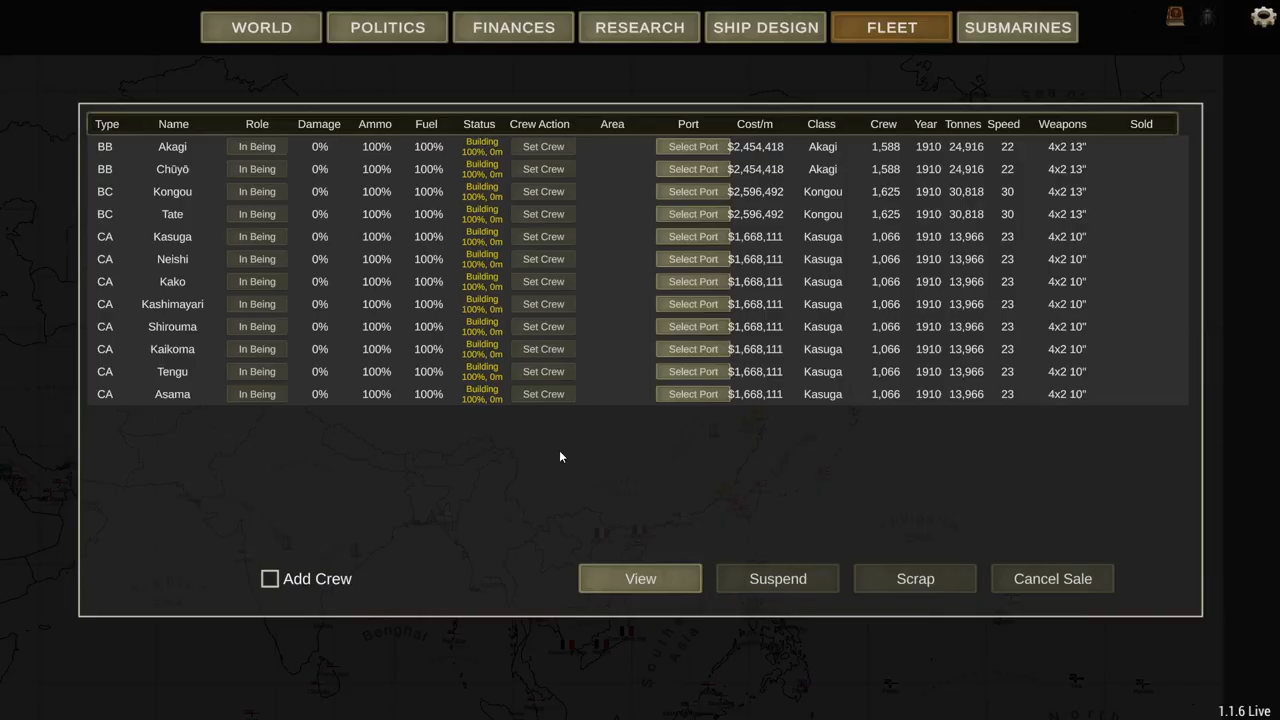 WORLD POLITICS FINANCES RESEARCH SHIP DESIGN FLEET SUBMARINES
Type Name Role Damage Ammo Fuel Status Crew Action Area Port Cost/m Class Crew Year Tonnes Speed Weapons Sold
BB Akagi In Being 0% 100% 100% Building 100%, 0m Set Crew Select Port $2,454,418 Akagi 1,588 1910 24,916 22 4x2 13"
BB Chūyō In Being 0% 100% 100% Building 100%, 0m Set Crew Select Port $2,454,418 Akagi 1,588 1910 24,916 22 4x2 13"
BC Kongou In Being 0% 100% 100% Building 100%, 0m Set Crew Select Port $2,596,492 Kongou 1,625 1910 30,818 30 4x2 13"
BC Tate In Being 0% 100% 100% Building 100%, 0m Set Crew Select Port $2,596,492 Kongou 1,625 1910 30,818 30 4x2 13"
CA Kasuga In Being 0% 100% 100% Building 100%, 0m Set Crew Select Port $1,668,111 Kasuga 1,066 1910 13,966 23 4x2 10"
CA Neishi In Being 0% 100% 100% Building 100%, 0m Set Crew Select Port $1,668,111 Kasuga 1,066 1910 13,966 23 4x2 10"
CA Kako In Being 0% 100% 100% Building 100%, 0m Set Crew Select Port $1,668,111 Kasuga 1,066 1910 13,966 23 4x2 10"
CA Kashimayari In Being 0% 100% 100% Building 100%, 0m Set Crew Select Port $1,668,111 Kasuga 1,066 1910 13,966 23 4x2 10"
CA Shirouma In Being 0% 100% 100% Building 100%, 0m Set Crew Select Port $1,668,111 Kasuga 1,066 1910 13,966 23 4x2 10"
CA Kaikoma In Being 0% 100% 100% Building 100%, 0m Set Crew Select Port $1,668,111 Kasuga 1,066 1910 13,966 23 4x2 10"
CA Tengu In Being 0% 100% 100% Building 100%, 0m Set Crew Select Port $1,668,111 Kasuga 1,066 1910 13,966 23 4x2 10"
CA Asama In Being 0% 100% 100% Building 100%, 0m Set Crew Select Port $1,668,111 Kasuga 1,066 1910 13,966 23 4x2 10"
Add Crew View Suspend Scrap Cancel Sale
1.1.6 Live